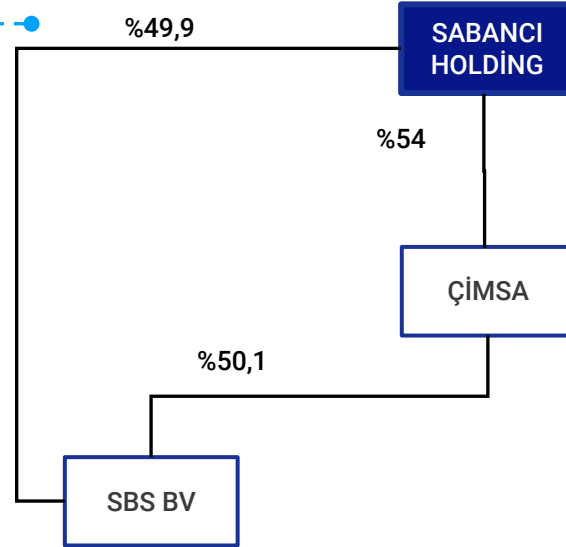 %49,9
SABANCI
HOLDİNG
%54
ÇİMSA
%50,1
SBS BV